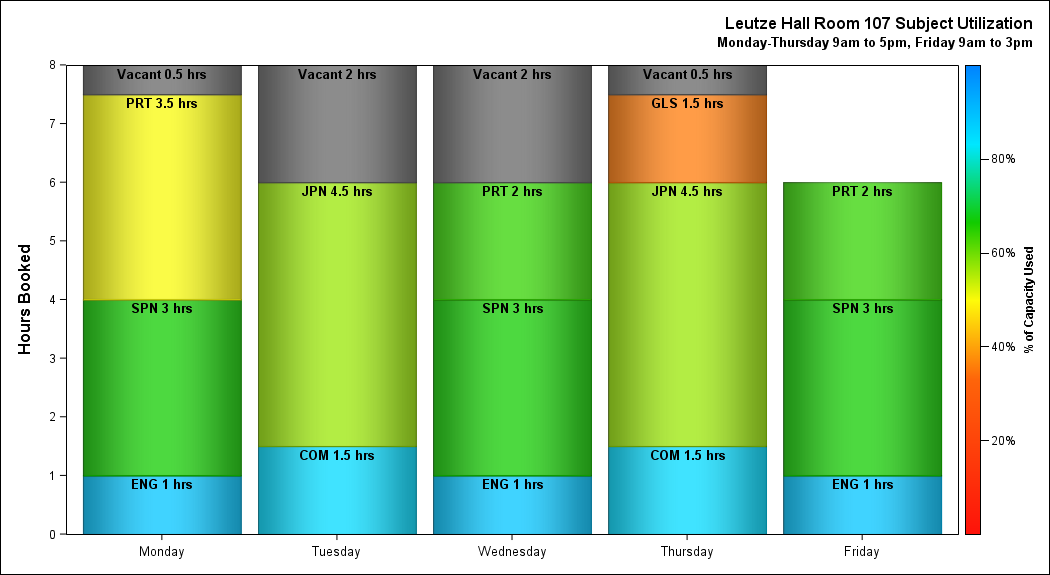 Leutze Hall Room 107 Subject Utilization
Monday-Thursday 9am to 5pm, Friday 9am to 3pm
Hours Booked
8
7
6
5
4
3
2
1
0
Vacant 0.5 hrs
PRT 3.5 hrs
SPN 3 hrs
ENG 1 hrs
Monday
Vacant 2 hrs
JPN 4.5 hrs
COM 1.5 hrs
Tuesday
Vacant 2 hrs
PRT 2 hrs
SPN 3 hrs
ENG 1 hrs
Wednesday
Vacant 0.5 hrs
GLS 1.5 hrs
JPN 4.5 hrs
COM 1.5 hrs
Thursday
PRT 2 hrs
SPN 3 hrs
ENG 1 hrs
Friday
80%
60%
40%
20%
% of Capacity Used